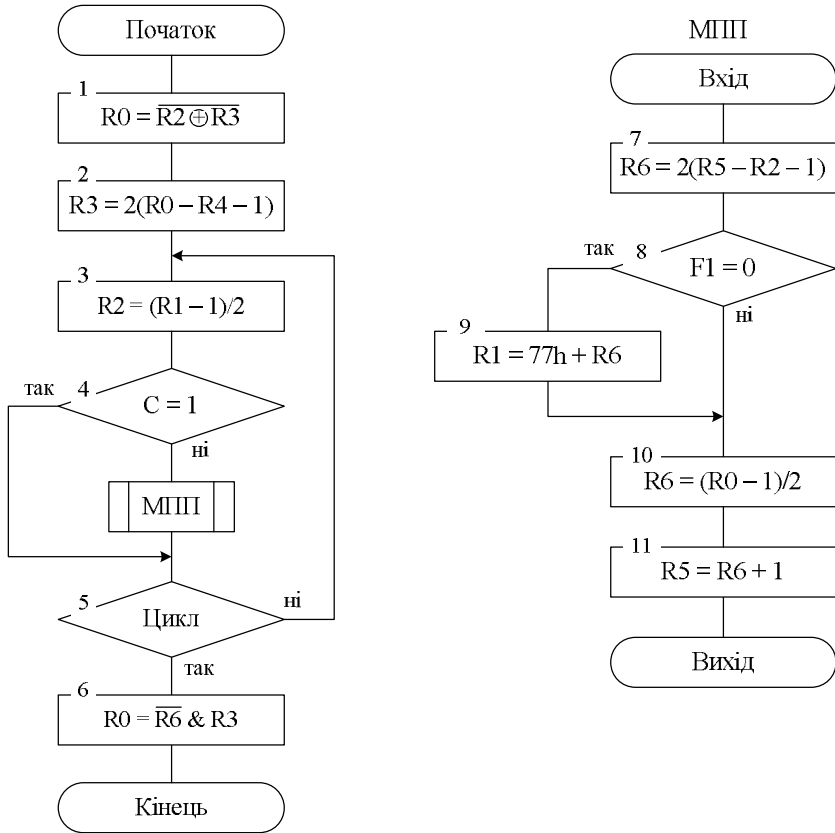 Початок
1
R0 = \overline{R2 ⊕ R3}
2
R3 = 2(R0 − R4 − 1)
3
R2 = (R1 − 1)/2
4
так
C = 1
ні
МПП
5
Цикл
ні
так
6
R0 = \overline{R6} & R3
Кінець
МПП
Вхід
7
R6 = 2(R5 − R2 − 1)
8
так
F1 = 0
ні
9
R1 = 77h + R6
10
R6 = (R0 − 1)/2
11
R5 = R6 + 1
Вихід